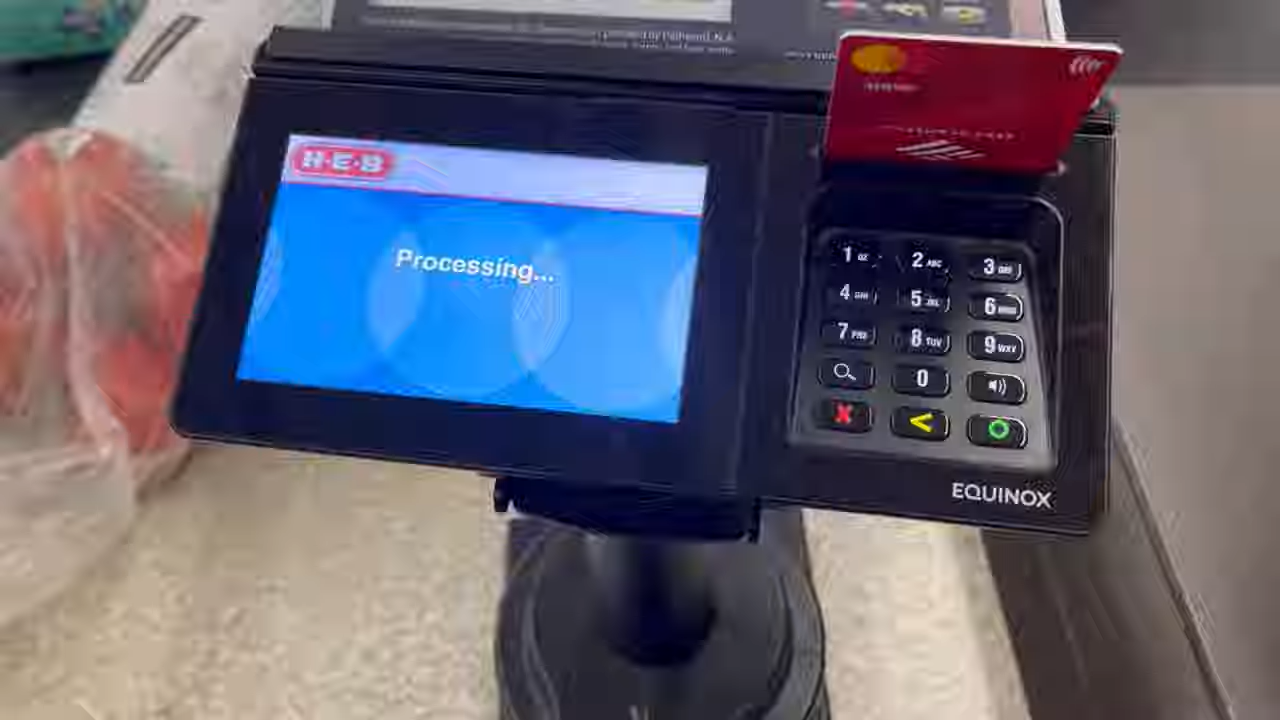 H-E-B
Processing...
1 QZ
2 ABC
3 DEF
4 GHI
5 JKL
6 MNO
7 PRS
8 TUV
9 WXY
0
X
<
EQUINOX